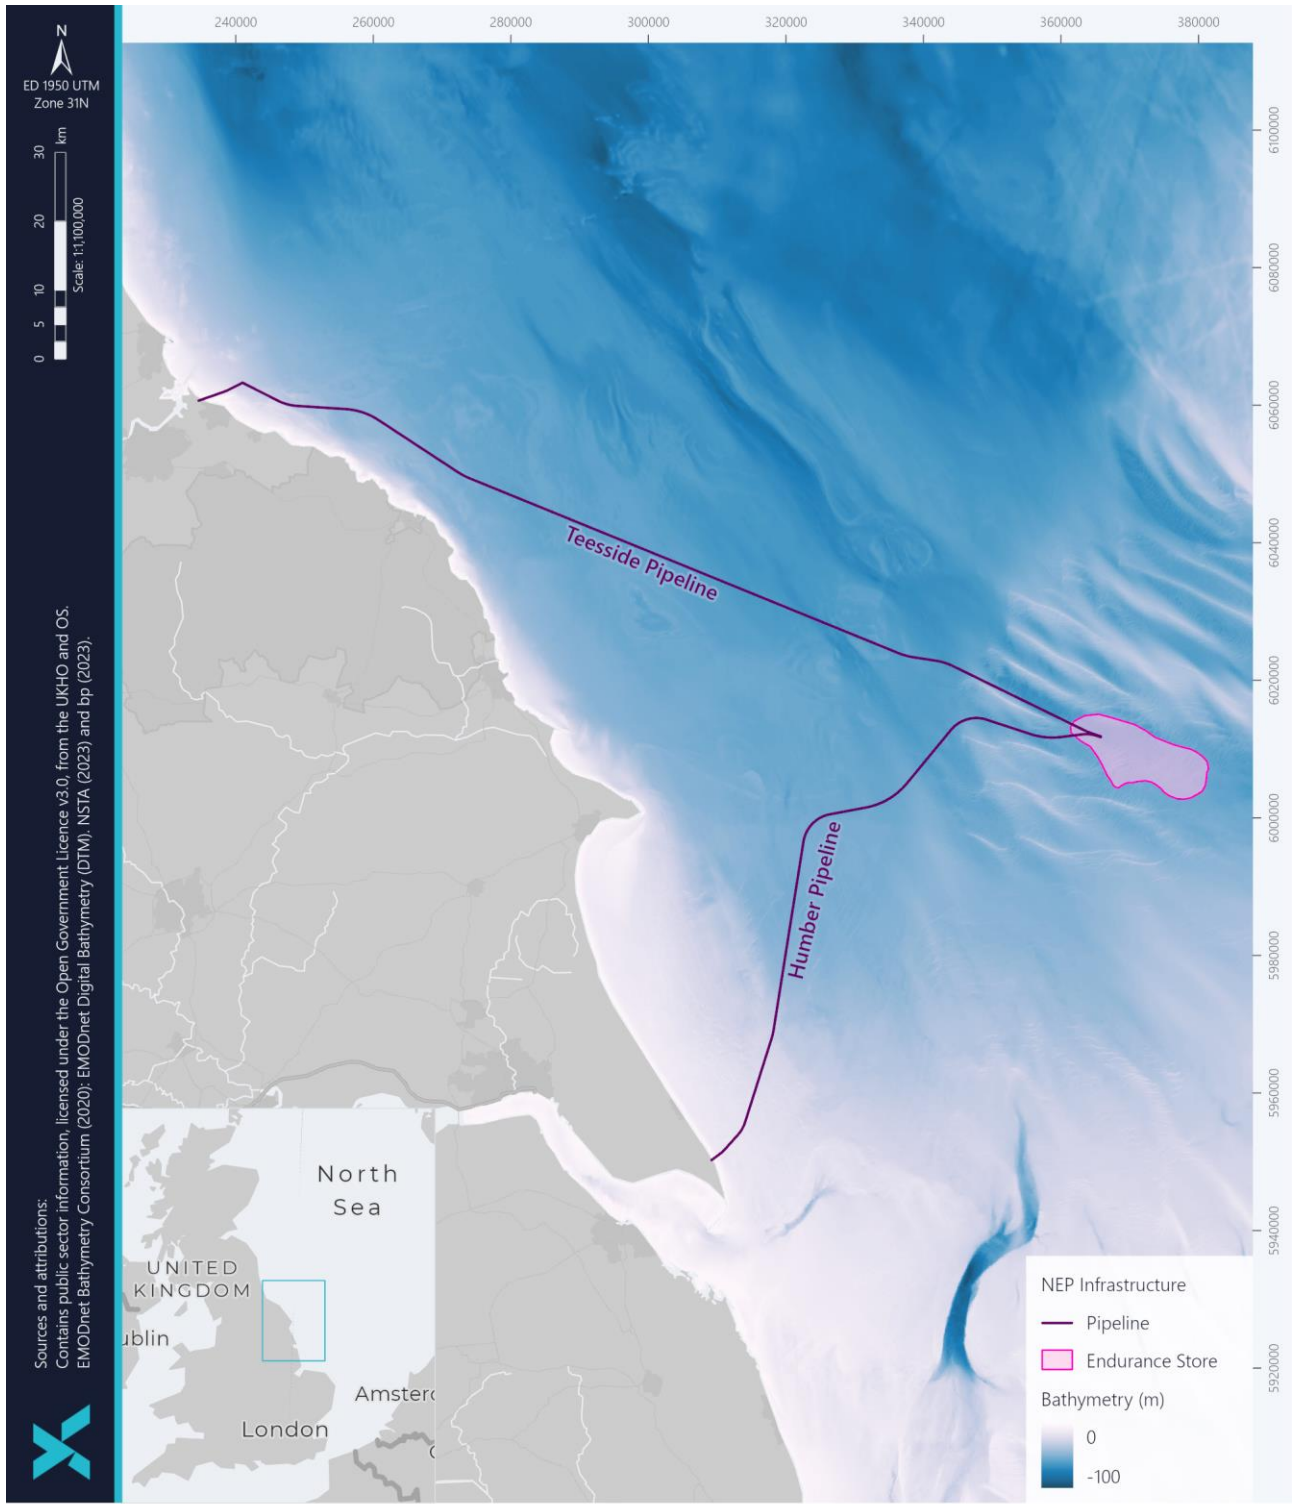 240000 260000 280000 300000 320000 340000 360000 380000
N
ED 1950 UTM
Zone 31N
0 5 10 20 30 km
Scale: 1:1,100,000
Sources and attributions:
Contains public sector information, licensed under the Open Government Licence v3.0, from the UKHO and OS.
EMODnet Bathymetry Consortium (2020): EMODnet Digital Bathymetry (DTM). NSTA (2023) and bp (2023).
6100000
6080000
6060000
6040000
6020000
6000000
5980000
5960000
5940000
5920000
Teesside Pipeline
Humber Pipeline
North
Sea
UNITED
KINGDOM
ublin
Amster
London
NEP Infrastructure
Pipeline
Endurance Store
Bathymetry (m)
0
-100